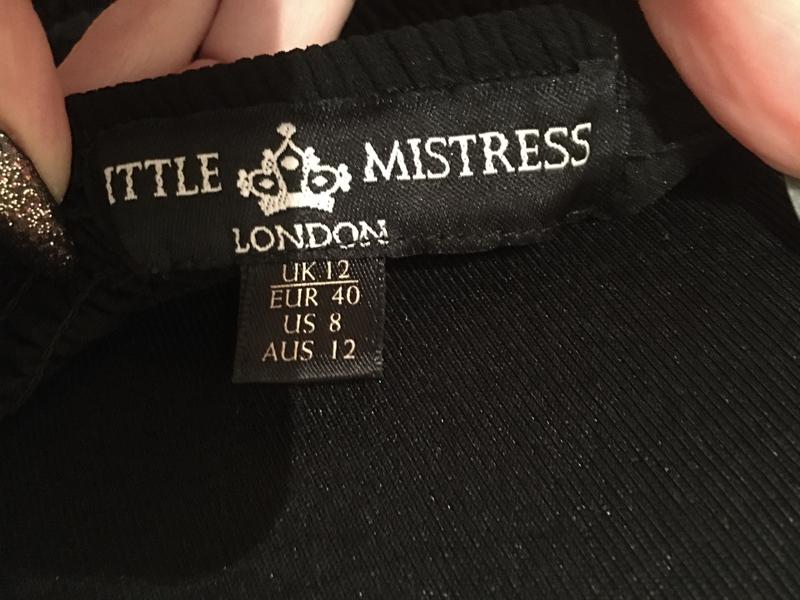 ITTLE MISTRESS
LONDON
UK 12
EUR 40
US 8
AUS 12